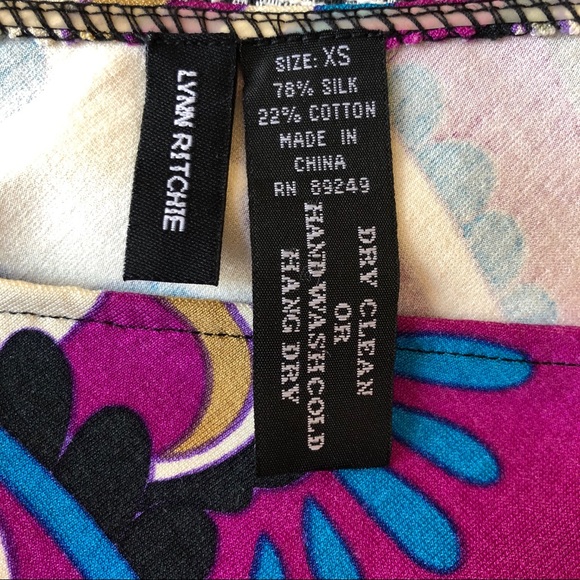 LYNN RITCHIE
SIZE: XS
78% SILK
22% COTTON
MADE IN
CHINA
RN 89249
DRY CLEAN
OR
HAND WASH COLD
HANG DRY